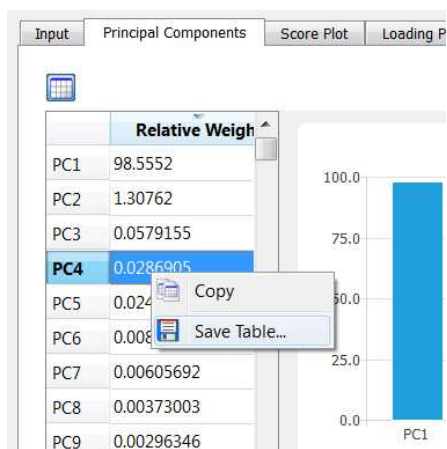 Input Principal Components Score Plot Loading P
Relative Weigh
PC1 98.5552
PC2 1.30762
PC3 0.0579155
PC4 0.0286905
PC5 0.024
PC6 0.008
PC7 0.00605692
PC8 0.00373003
PC9 0.00296346
Copy
Save Table...
100.0
75.0
50.0
25.0
0.0
PC1